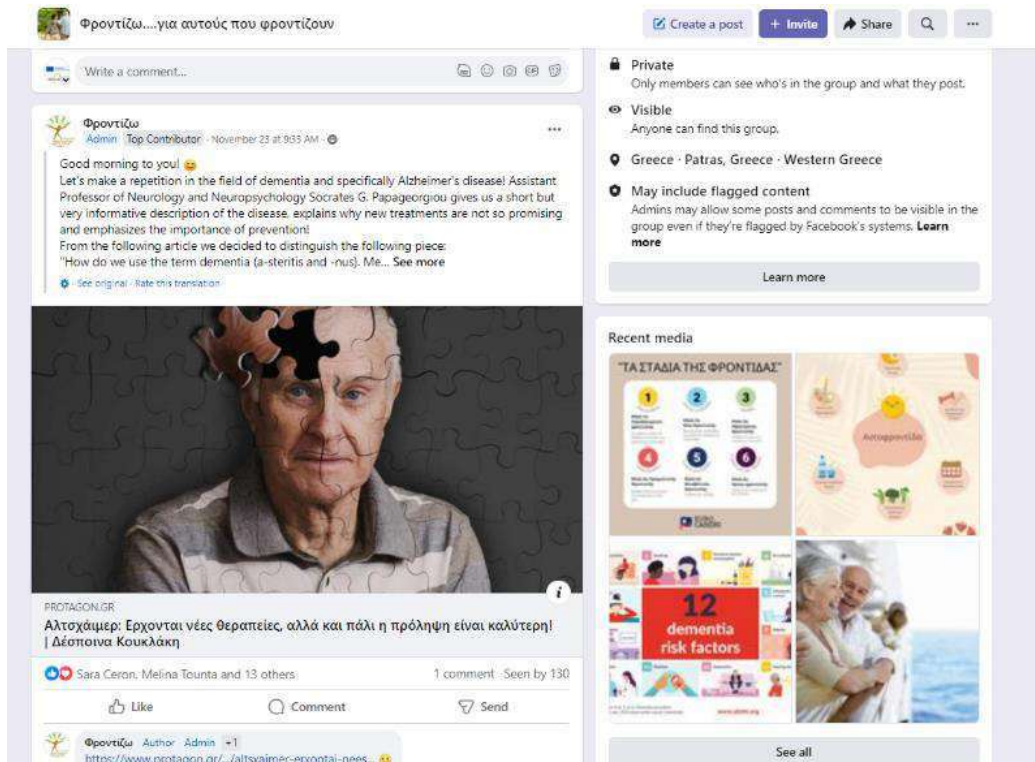 Φροντίζω....για αυτούς που φροντίζουν
Create a post
+ Invite
Share
Write a comment...
Φροντίζω
Admin Top Contributor · November 23 at 9:33 AM ·
Good morning to you!
Let's make a repetition in the field of dementia and specifically Alzheimer's disease! Assistant
Professor of Neurology and Neuropsychology Socrates G. Papageorgiou gives us a short but
very informative description of the disease, explains why new treatments are not so promising
and emphasizes the importance of prevention!
From the following article we decided to distinguish the following piece:
"How do we use the term dementia (a-steritis and -nus). Me... See more
See original · Rate this translation
PROTAGON.GR
Αλτσχάιμερ: Ερχονται νέες θεραπείες, αλλά και πάλι η πρόληψη είναι καλύτερη!
| Δέσποινα Κουκλάκη
Sara Ceron, Melina Tounta and 13 others
1 comment Seen by 130
Like
Comment
Send
Φροντίζω Author Admin +1
https://www.protagon.gr/.../altsxaimer-erxontai-nees...
Private
Only members can see who's in the group and what they post.
Visible
Anyone can find this group.
Greece · Patras, Greece · Western Greece
May include flagged content
Admins may allow some posts and comments to be visible in the
group even if they're flagged by Facebook's systems. Learn
more
Learn more
Recent media
"ΤΑ ΣΤΑΔΙΑ ΤΗΣ ΦΡΟΝΤΙΔΑΣ"
1
2
3
4
5
6
Αυτοφροντίδα
12
dementia
risk factors
See all